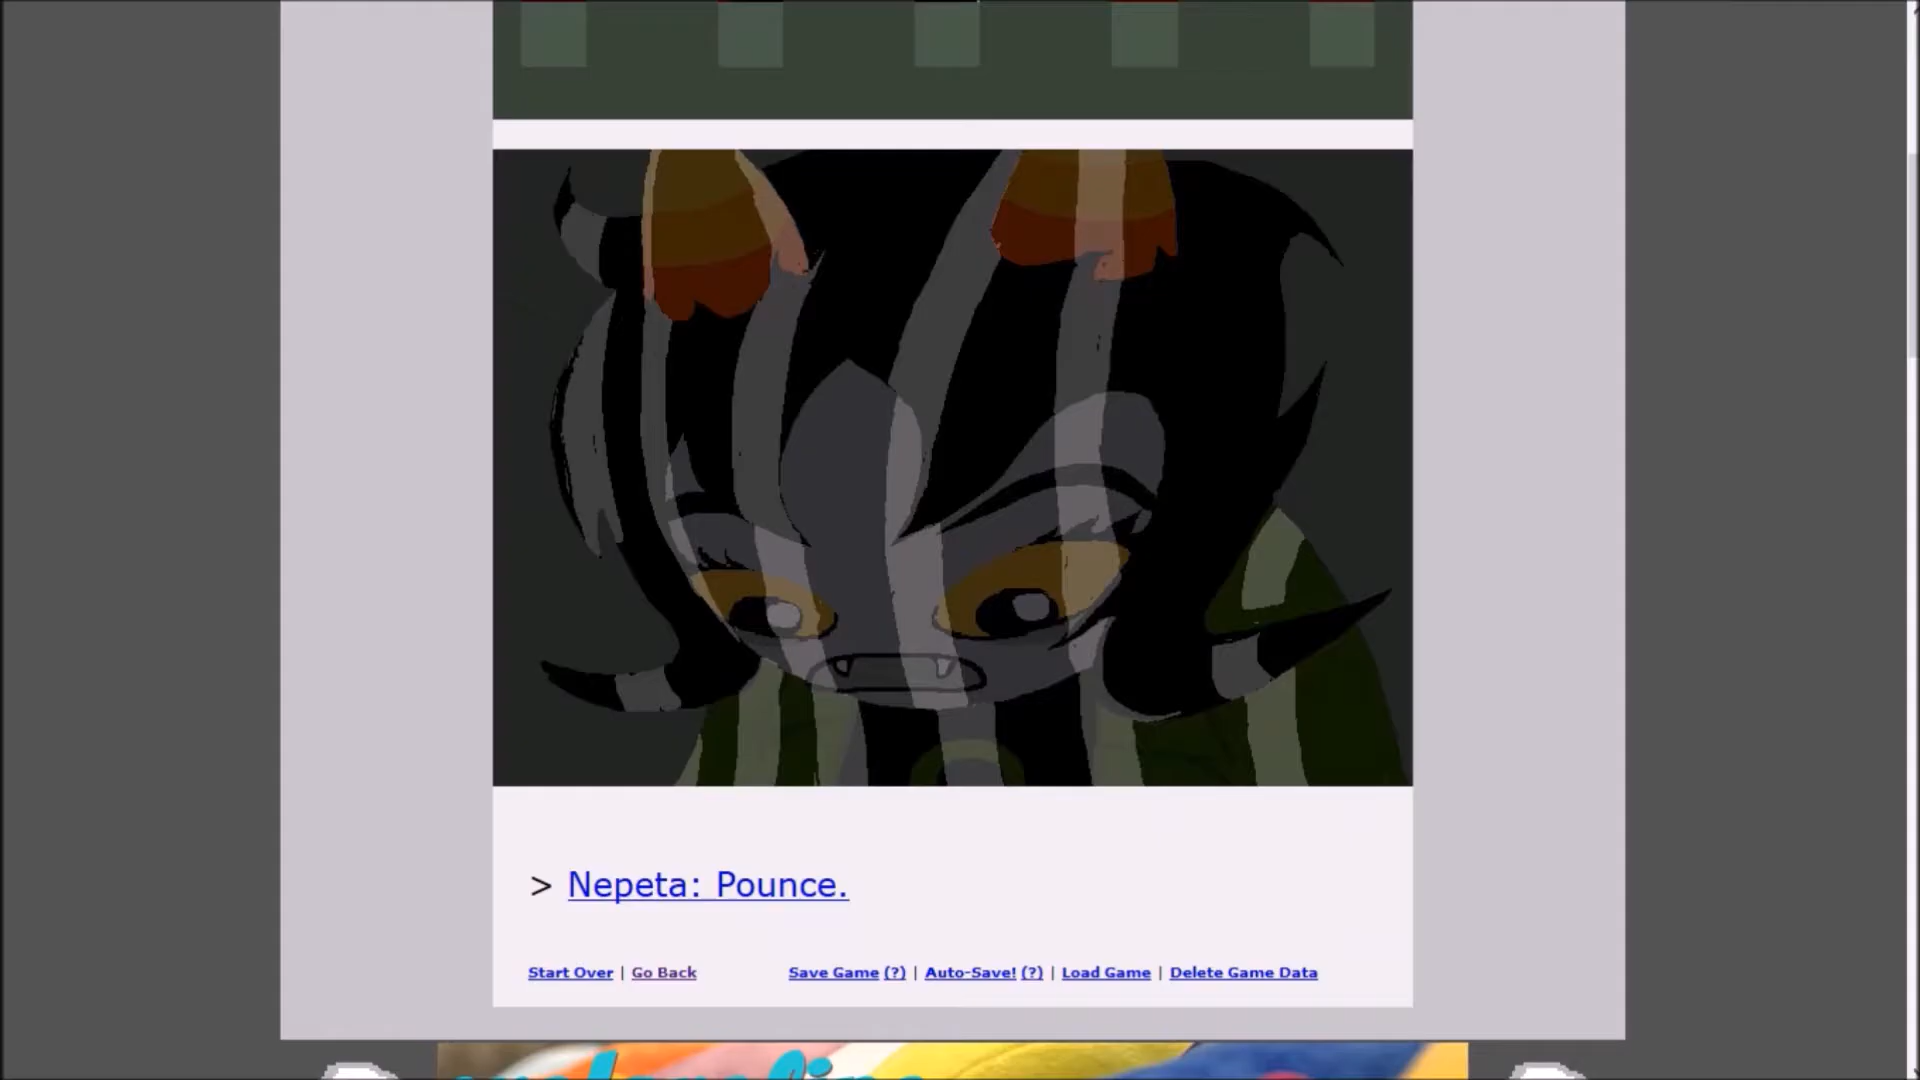 > Nepeta: Pounce.
Start Over | Go Back Save Game (?) | Auto-Save! (?) | Load Game | Delete Game Data